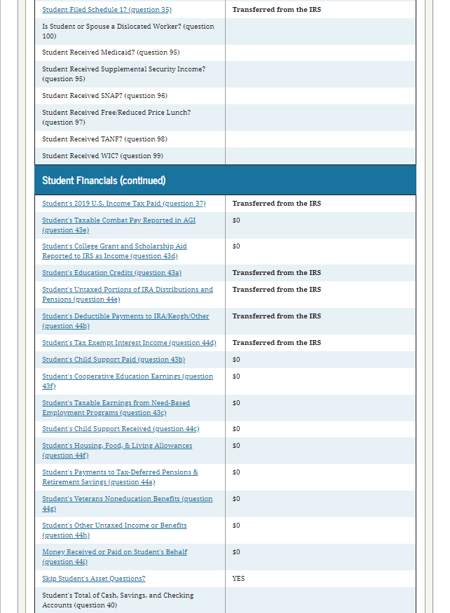 Student Filed Schedule 1? (question 35) Transferred from the IRS
Is Student or Spouse a Dislocated Worker? (question
100)
Student Received Medicaid? (question 95)
Student Received Supplemental Security Income?
(question 95)
Student Received SNAP? (question 96)
Student Received Free/Reduced Price Lunch?
(question 97)
Student Received TANF? (question 98)
Student Received WIC? (question 99)
Student Financials (continued)
Student's 2019 U.S. Income Tax Paid (question 37) Transferred from the IRS
Student's Taxable Combat Pay Reported in AGI $0
(question 43e)
Student's College Grant and Scholarship Aid $0
Reported to IRS as Income (question 43d)
Student's Education Credits (question 43a) Transferred from the IRS
Student's Untaxed Portions of IRA Distributions and Transferred from the IRS
Pensions (question 44e)
Student's Deductible Payments to IRA/Keogh/Other Transferred from the IRS
(question 44b)
Student's Tax Exempt Interest Income (question 44d) Transferred from the IRS
Student's Child Support Paid (question 43b) $0
Student's Cooperative Education Earnings (question $0
43f)
Student's Taxable Earnings from Need-Based $0
Employment Programs (question 43c)
Student's Child Support Received (question 44c) $0
Student's Housing, Food, & Living Allowances $0
(question 44f)
Student's Payments to Tax-Deferred Pensions & $0
Retirement Savings (question 44a)
Student's Veterans Noneducation Benefits (question $0
44g)
Student's Other Untaxed Income or Benefits $0
(question 44h)
Money Received or Paid on Student's Behalf $0
(question 44i)
Skip Student's Asset Questions? YES
Student's Total of Cash, Savings, and Checking
Accounts (question 40)